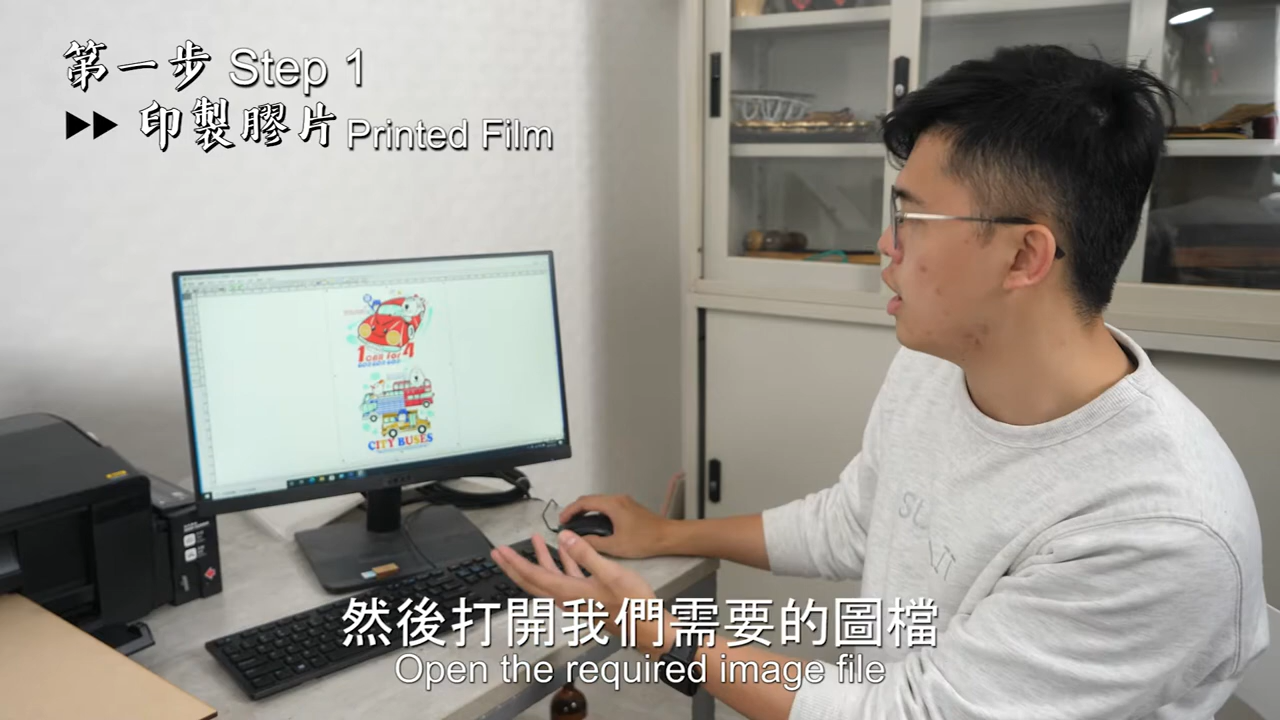 第一步 Step 1
▶▶ 印製膠片 Printed Film
1 CAR FOR 4
CITY BUSES
然後打開我們需要的圖檔
Open the required image file